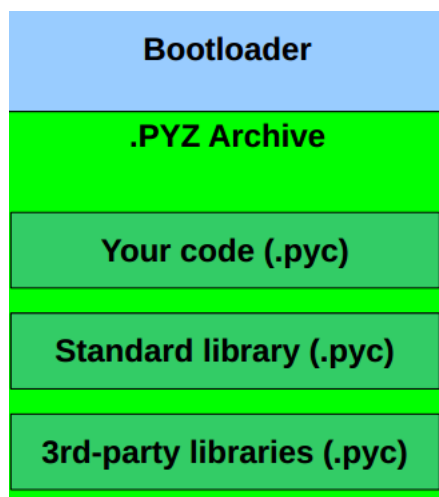 Bootloader
.PYZ Archive
Your code (.pyc)
Standard library (.pyc)
3rd-party libraries (.pyc)